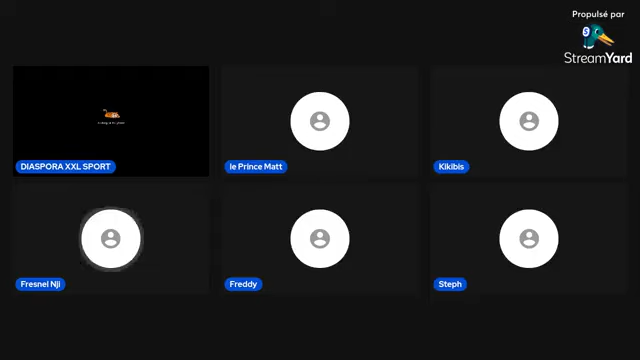 Propulsé par
StreamYard
DIASPORA XXL SPORT
le Prince Matt
Kikibis
Fresnel Nji
Freddy
Steph